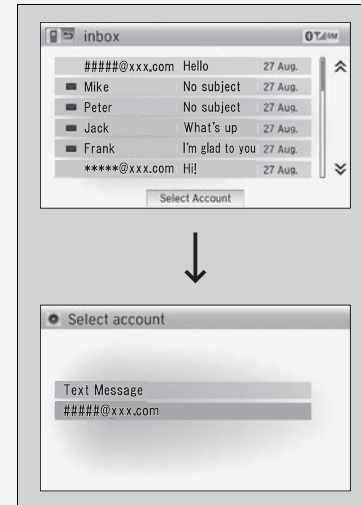 inbox
#####@xxx.com Hello 27 Aug.
Mike No subject 27 Aug.
Peter No subject 27 Aug.
Jack What's up 27 Aug.
Frank I'm glad to you 27 Aug.
*****@xxx.com Hi! 27 Aug.
Select Account
Select account
Text Message
#####@xxx.com